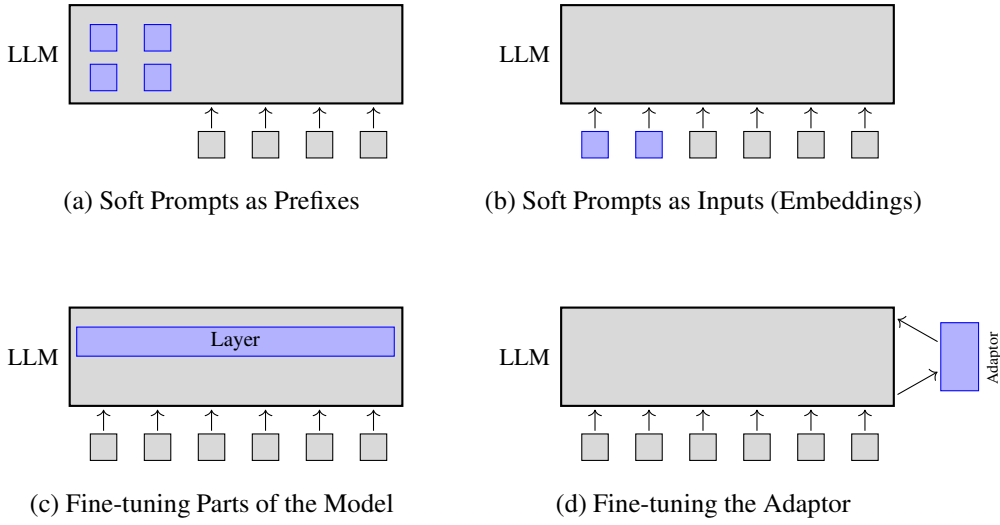 LLM
(a) Soft Prompts as Prefixes
LLM
(b) Soft Prompts as Inputs (Embeddings)
LLM
Layer
(c) Fine-tuning Parts of the Model
LLM
Adaptor
(d) Fine-tuning the Adaptor